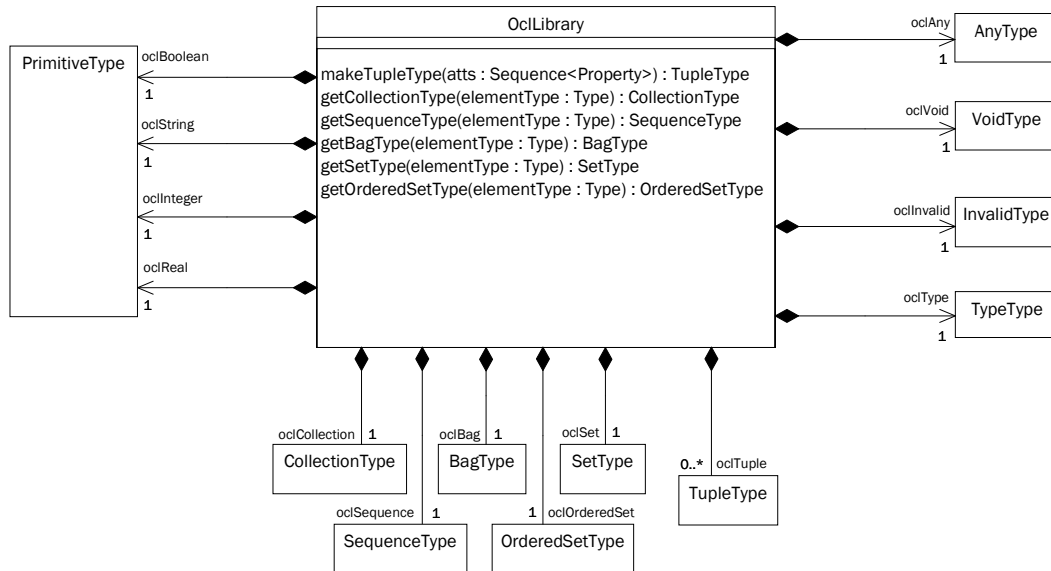 OclLibrary
makeTupleType(atts : Sequence<Property>) : TupleType
getCollectionType(elementType : Type) : CollectionType
getSequenceType(elementType : Type) : SequenceType
getBagType(elementType : Type) : BagType
getSetType(elementType : Type) : SetType
getOrderedSetType(elementType : Type) : OrderedSetType
PrimitiveType
oclBoolean
1
oclString
1
oclInteger
1
oclReal
1
oclAny
1
AnyType
oclVoid
1
VoidType
oclInvalid
1
InvalidType
oclType
1
TypeType
oclCollection 1
CollectionType
oclBag 1
BagType
oclSet 1
SetType
0..* oclTuple
TupleType
oclSequence 1
SequenceType
1 oclOrderedSet
OrderedSetType